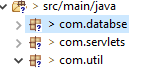 > src/main/java
> com.databse
> com.servlets
> com.util